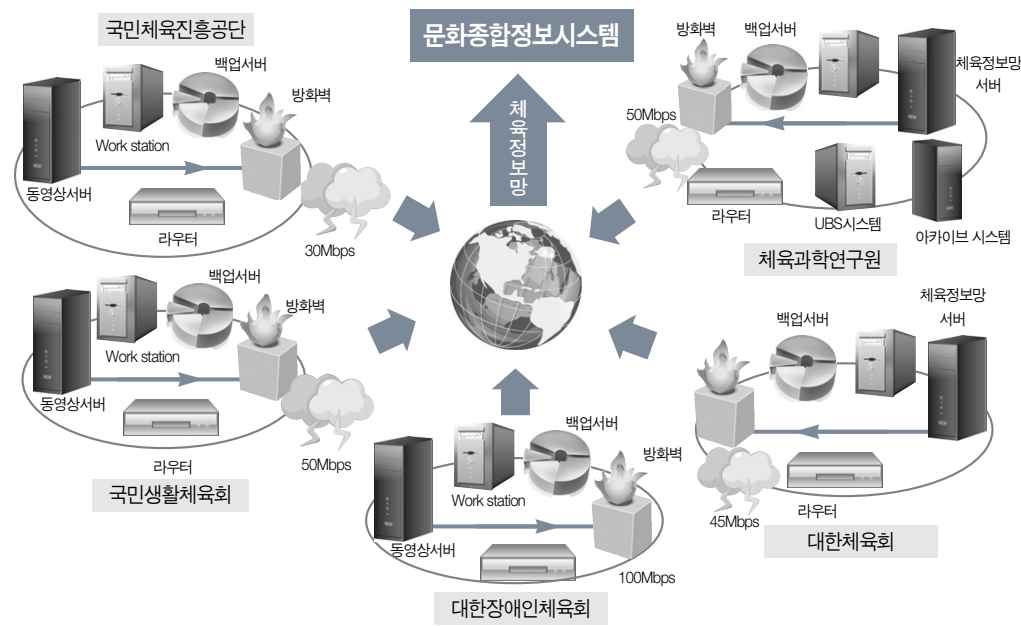 문화종합정보시스템
체육정보망
국민체육진흥공단
백업서버
방화벽
Work station
동영상서버
라우터
30Mbps
방화벽
백업서버
체육정보망
서버
50Mbps
라우터
UBS시스템
아카이브 시스템
체육과학연구원
백업서버
방화벽
Work station
동영상서버
라우터
50Mbps
국민생활체육회
백업서버
방화벽
Work station
동영상서버
100Mbps
대한장애인체육회
체육정보망
서버
백업서버
45Mbps
라우터
대한체육회